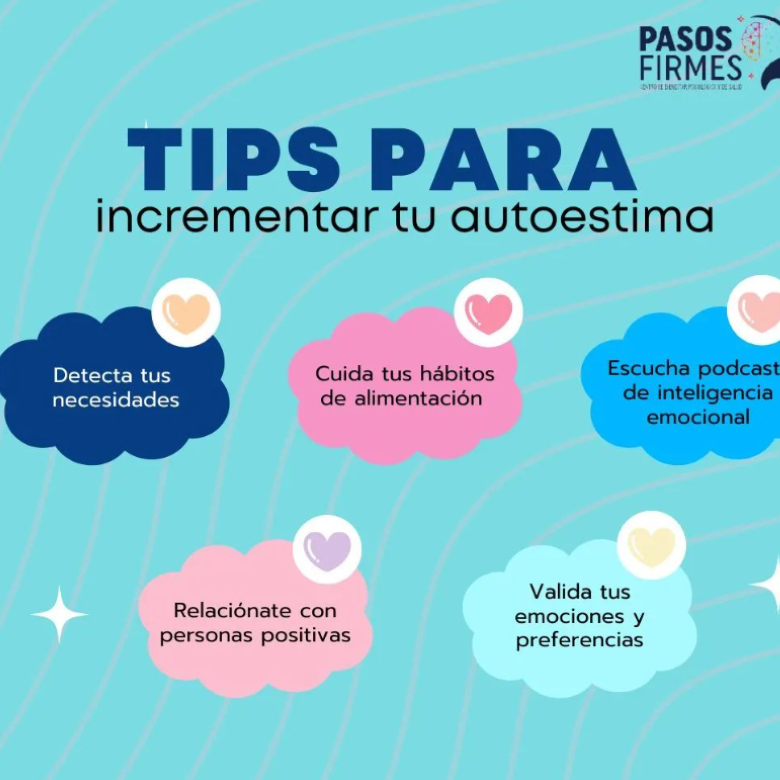 PASOS
FIRMES
TIPS PARA
incrementar tu autoestima
Detecta tus
necesidades
Cuida tus hábitos
de alimentación
Escucha podcast
de inteligencia
emocional
Relaciónate con
personas positivas
Valida tus
emociones y
preferencias